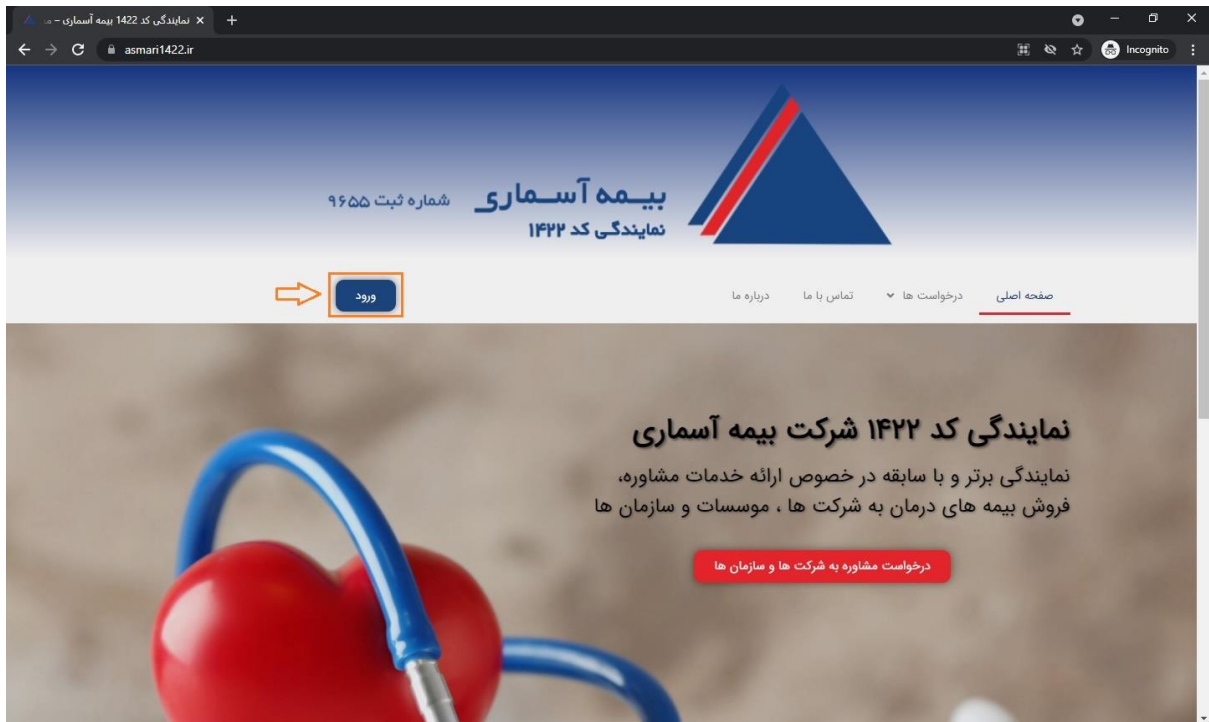 نمایندگی کد 1422 بیمه آسماری – ما
asmari1422.ir
Incognito
بیـــمه آســماری
شماره ثبت ۹۶۵۵
نمایندگی کد ۱۴۲۲
صفحه اصلی
درخواست ها
تماس با ما
درباره ما
ورود
نمایندگی کد ۱۴۲۲ شرکت بیمه آسماری
نمایندگی برتر و با سابقه در خصوص ارائه خدمات مشاوره،
فروش بیمه های درمان به شرکت ها ، موسسات و سازمان ها
درخواست مشاوره به شرکت ها و سازمان ها